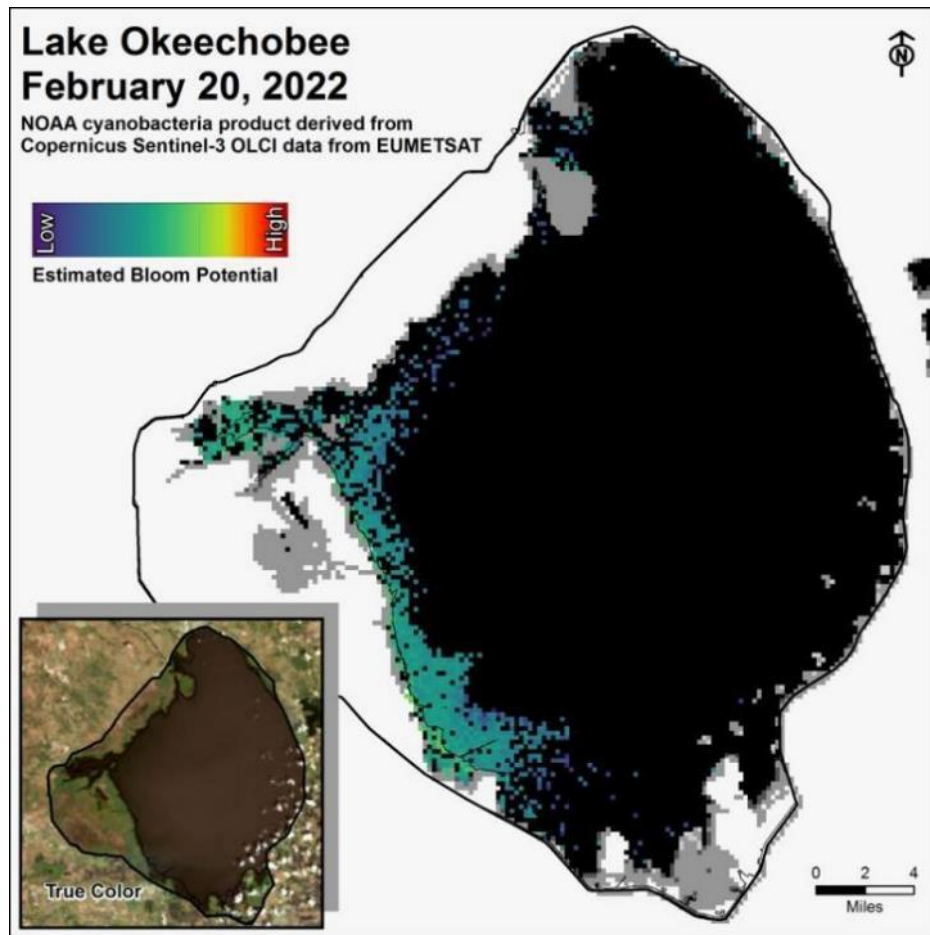 Lake Okeechobee
February 20, 2022
NOAA cyanobacteria product derived from
Copernicus Sentinel-3 OLCI data from EUMETSAT
N
Low
High
Estimated Bloom Potential
True Color
0 2 4
Miles